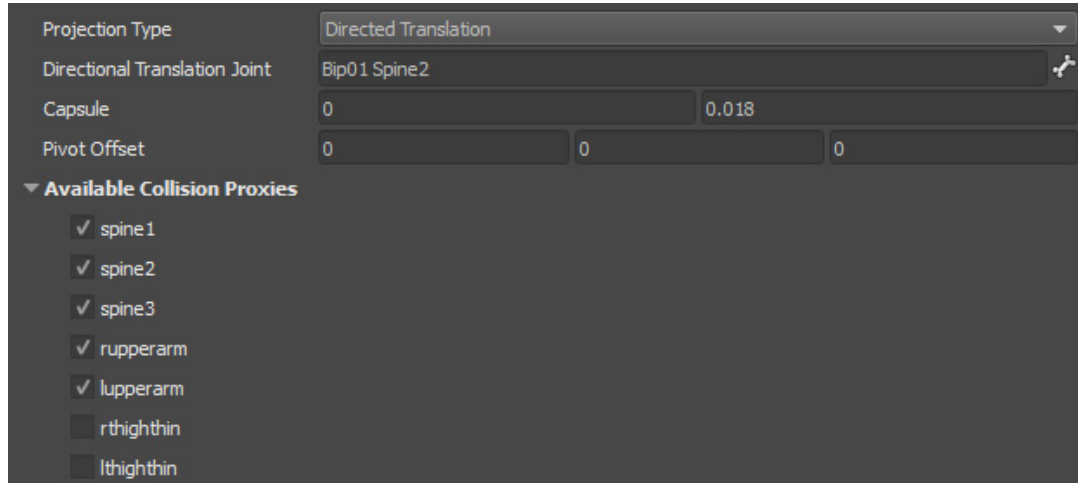 Projection Type Directed Translation
Directional Translation Joint Bip01 Spine2
Capsule 0 0.018
Pivot Offset 0 0 0
Available Collision Proxies
spine1
spine2
spine3
rupperarm
lupperarm
rthighthin
lthighthin